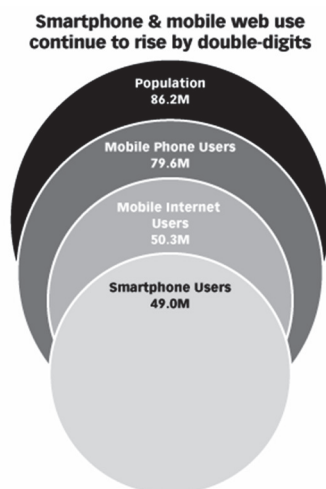 Smartphone & mobile web use
continue to rise by double-digits
Population
86.2M
Mobile Phone Users
79.6M
Mobile Internet
Users
50.3M
Smartphone Users
49.0M